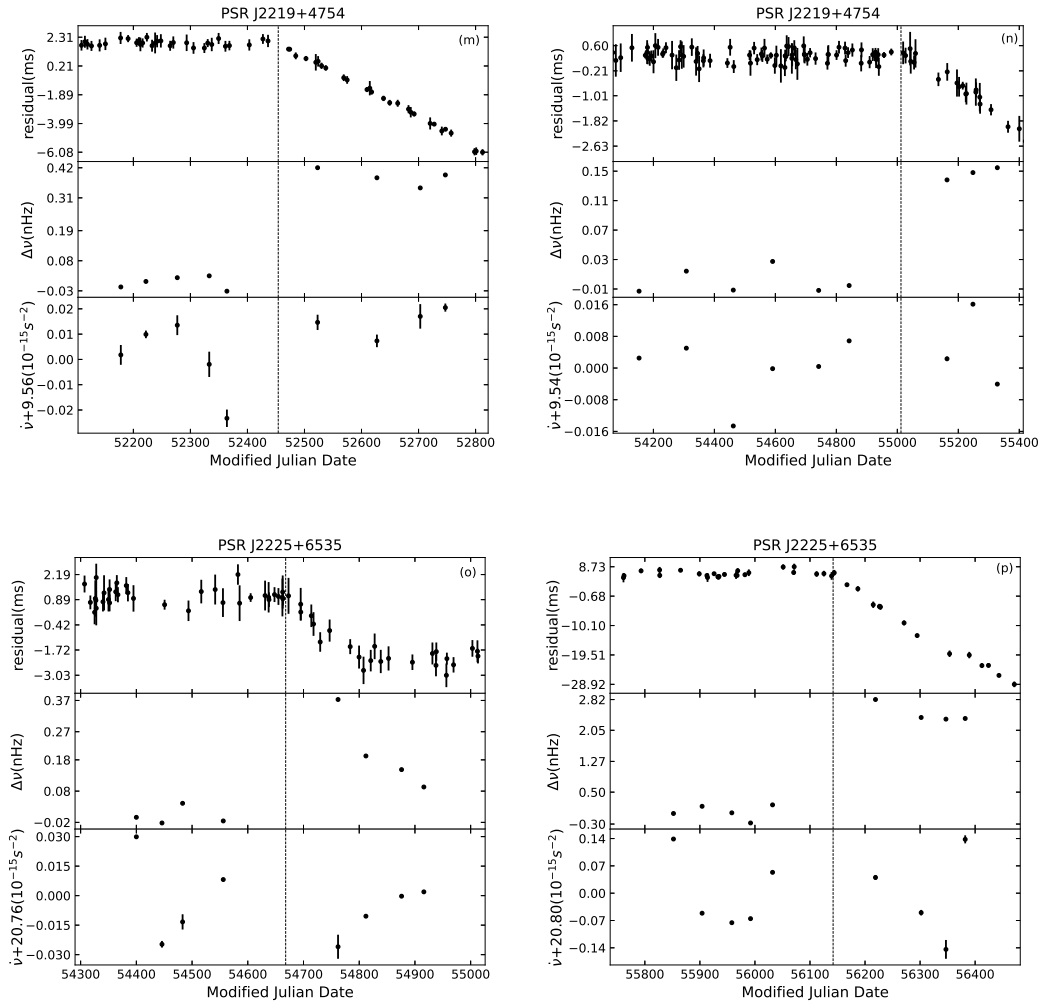 PSR J2219+4754
(m)
residual(ms)
2.31
0.21
−1.89
−3.99
−6.08
Δν(nHz)
0.42
0.31
0.19
0.08
−0.03
ν̇+9.56(10⁻¹⁵s⁻²)
0.02
0.01
0.00
−0.01
−0.02
52200 52300 52400 52500 52600 52700 52800
Modified Julian Date
PSR J2219+4754
(n)
residual(ms)
0.60
−0.21
−1.01
−1.82
−2.63
Δν(nHz)
0.15
0.11
0.07
0.03
−0.01
ν̇+9.54(10⁻¹⁵s⁻²)
0.016
0.008
0.000
−0.008
−0.016
54200 54400 54600 54800 55000 55200 55400
Modified Julian Date
PSR J2225+6535
(o)
residual(ms)
2.19
0.89
−0.42
−1.72
−3.03
Δν(nHz)
0.37
0.27
0.18
0.08
−0.02
ν̇+20.76(10⁻¹⁵s⁻²)
0.030
0.015
0.000
−0.015
−0.030
54300 54400 54500 54600 54700 54800 54900 55000
Modified Julian Date
PSR J2225+6535
(p)
residual(ms)
8.73
−0.68
−10.10
−19.51
−28.92
Δν(nHz)
2.82
2.05
1.27
0.50
−0.30
ν̇+20.80(10⁻¹⁵s⁻²)
0.14
0.07
0.00
−0.07
−0.14
55800 55900 56000 56100 56200 56300 56400
Modified Julian Date